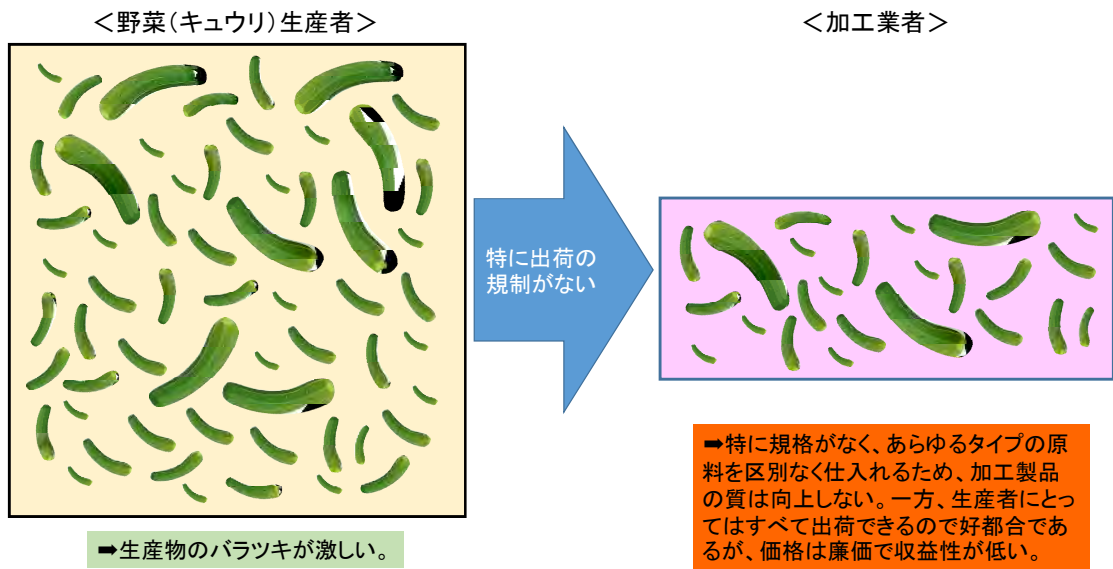 ＜野菜（キュウリ）生産者＞
＜加工業者＞
特に出荷の
規制がない
➡生産物のバラツキが激しい。
➡特に規格がなく、あらゆるタイプの原
料を区別なく仕入れるため、加工製品
の質は向上しない。一方、生産者にとっ
てはすべて出荷できるので好都合であ
るが、価格は廉価で収益性が低い。